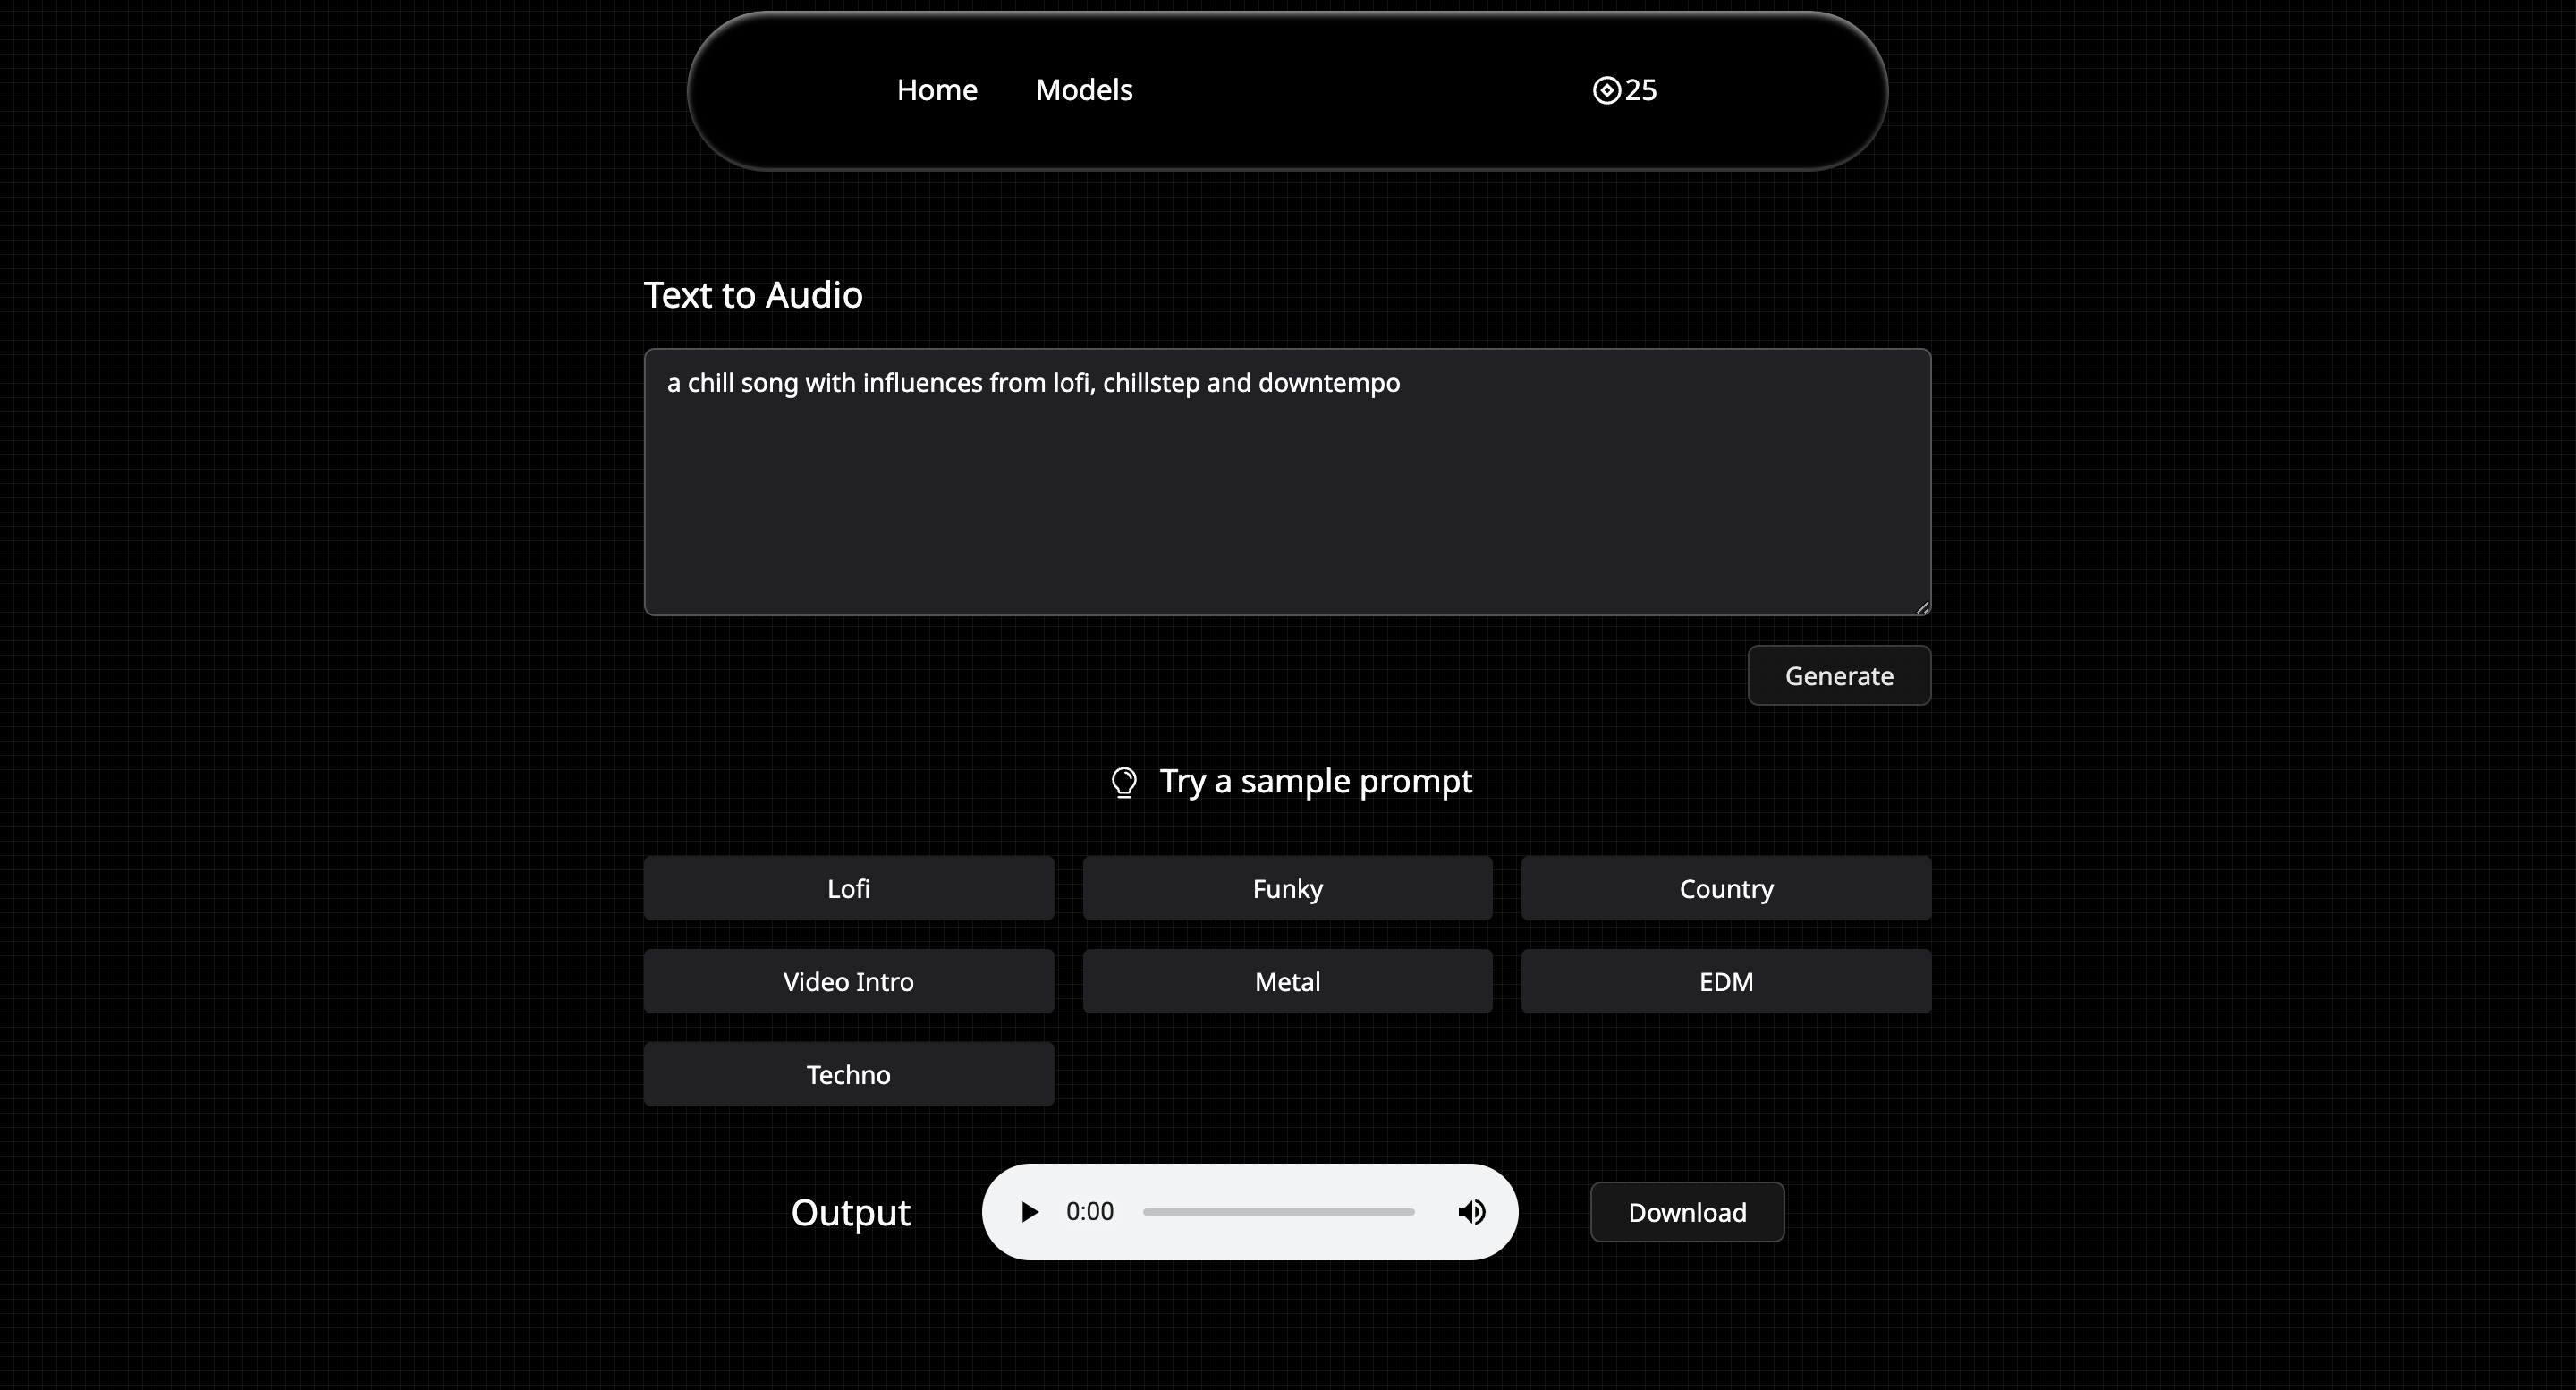 Home Models 25
Text to Audio
a chill song with influences from lofi, chillstep and downtempo
Generate
Try a sample prompt
Lofi Funky Country
Video Intro Metal EDM
Techno
Output 0:00 Download